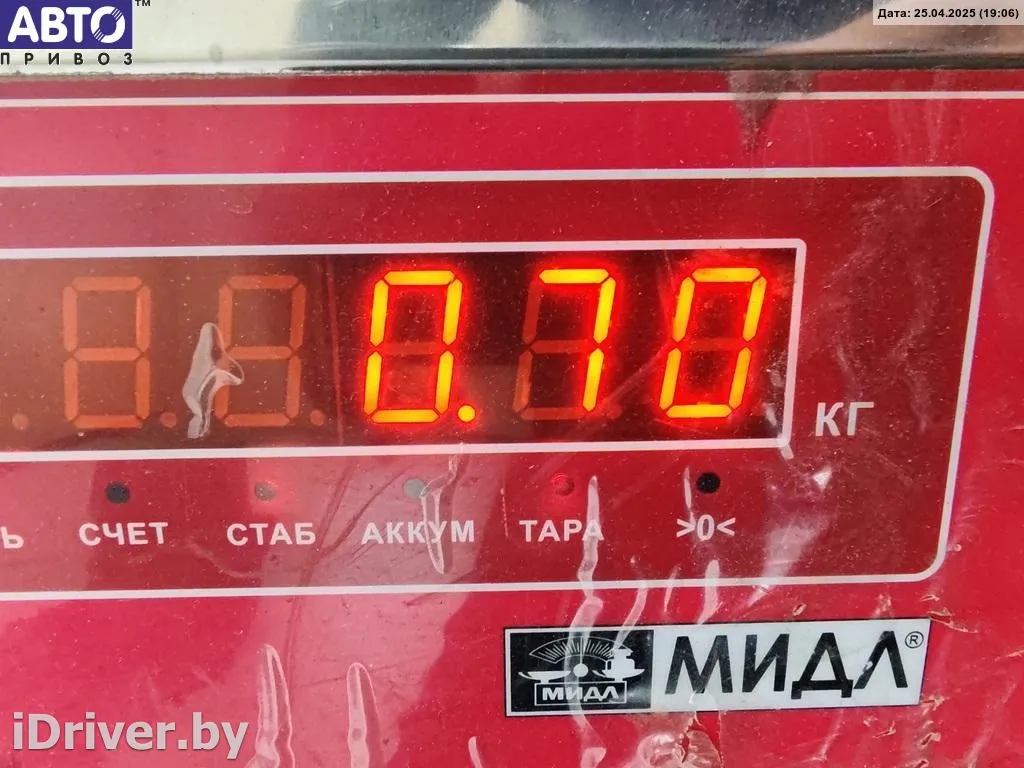 АВТО™
ПРИВОЗ
Дата: 25.04.2025 (19:06)
0.70
КГ
Ь СЧЕТ СТАБ АККУМ ТАРА >0<
МИДЛ МИДЛ®
iDriver.by